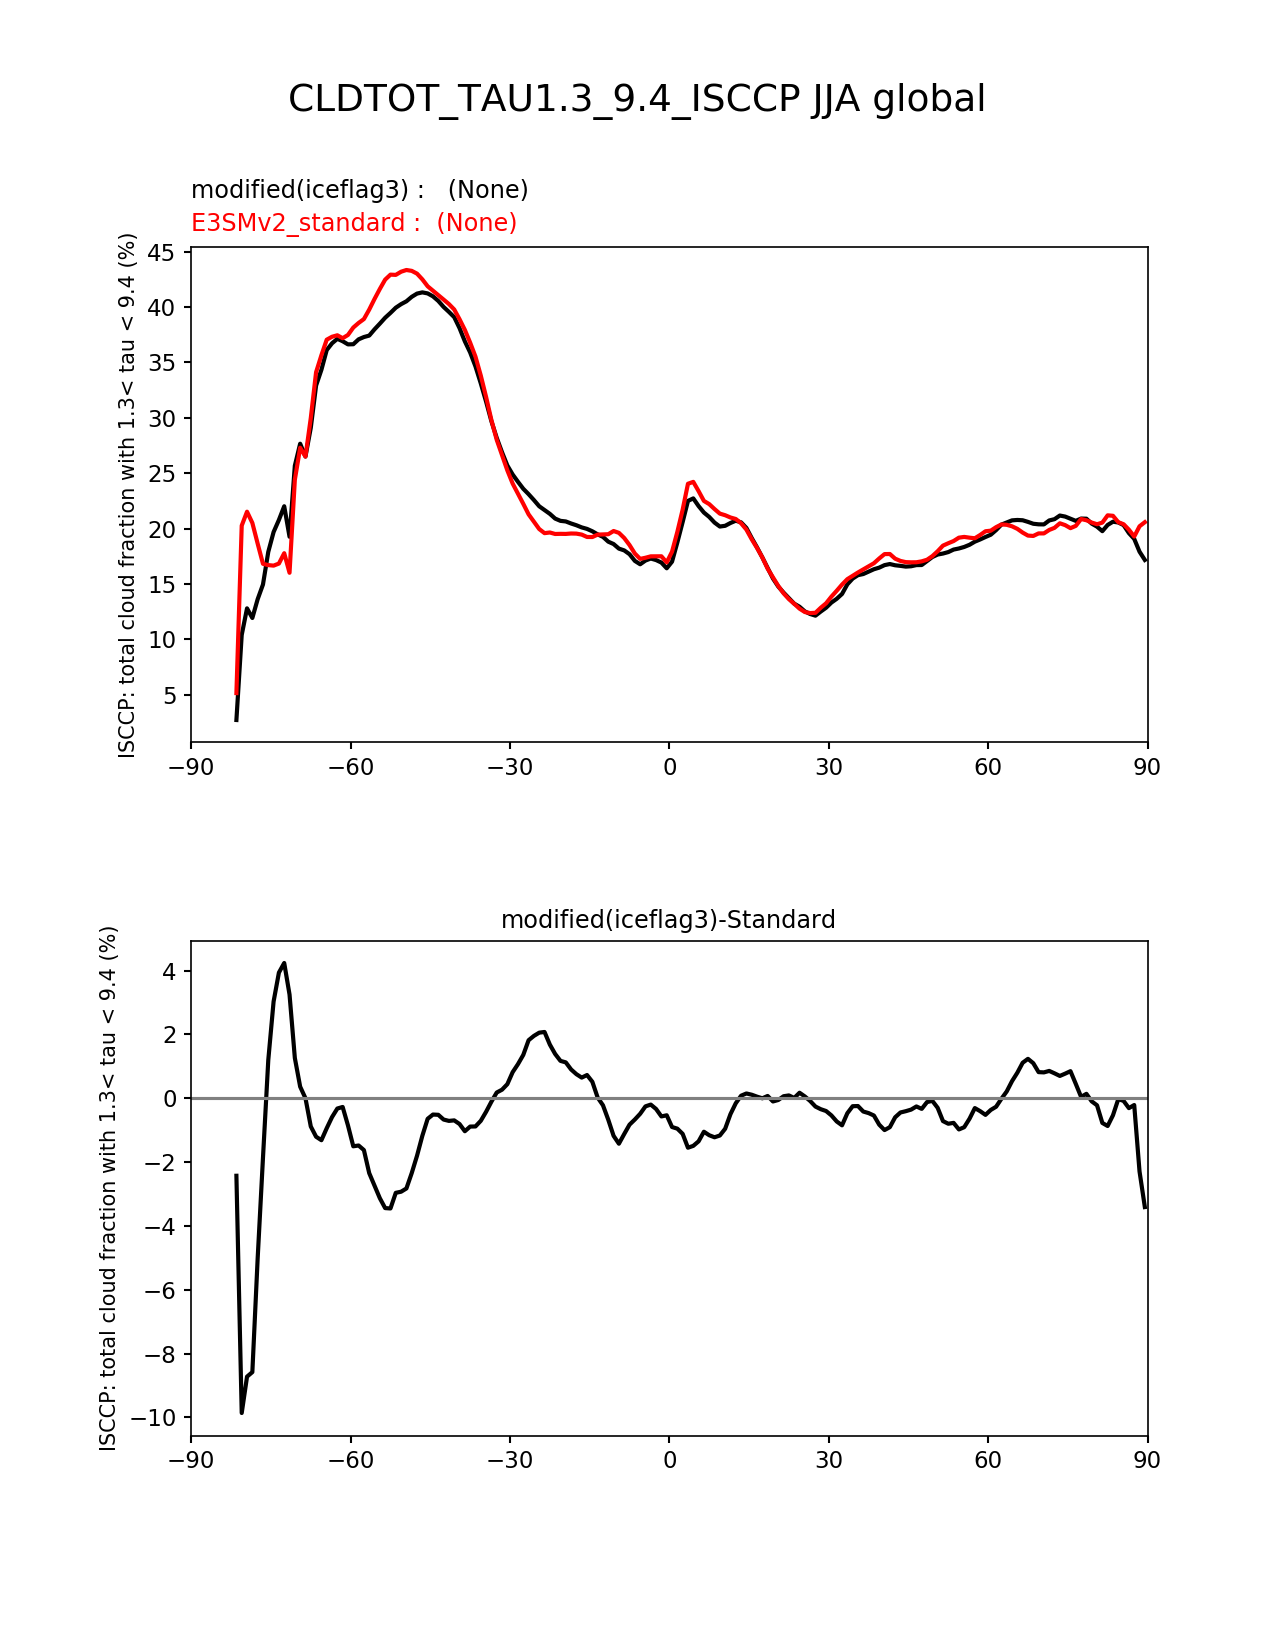 CLDTOT_TAU1.3_9.4_ISCCP JJA global
modified(iceflag3) :   (None)
E3SMv2_standard :  (None)
ISCCP: total cloud fraction with 1.3< tau < 9.4 (%)
45
40
35
30
25
20
15
10
5
−90 −60 −30 0 30 60 90
modified(iceflag3)-Standard
ISCCP: total cloud fraction with 1.3< tau < 9.4 (%)
4
2
0
−2
−4
−6
−8
−10
−90 −60 −30 0 30 60 90